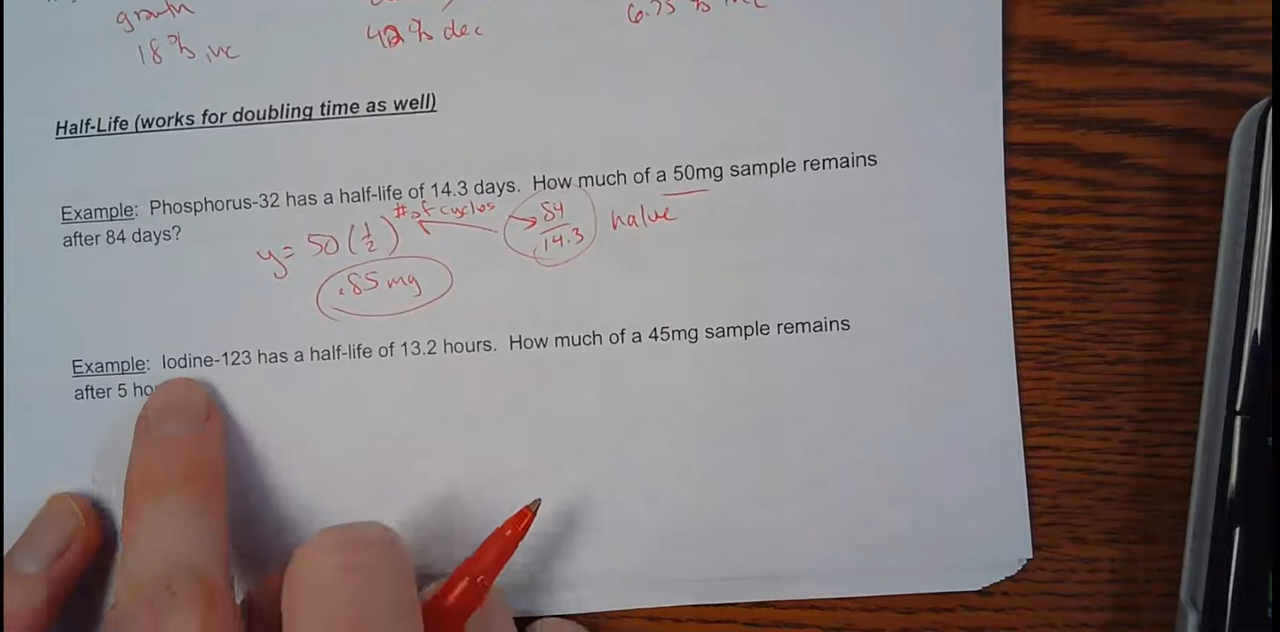 growth
18% inc
42% dec
6.75 % inc
Half-Life (works for doubling time as well)
Example: Phosphorus-32 has a half-life of 14.3 days. How much of a 50mg sample remains
after 84 days?
# of cycles
84
14.3
halve
y = 50 (1/2)
.85 mg
Example: Iodine-123 has a half-life of 13.2 hours. How much of a 45mg sample remains
after 5